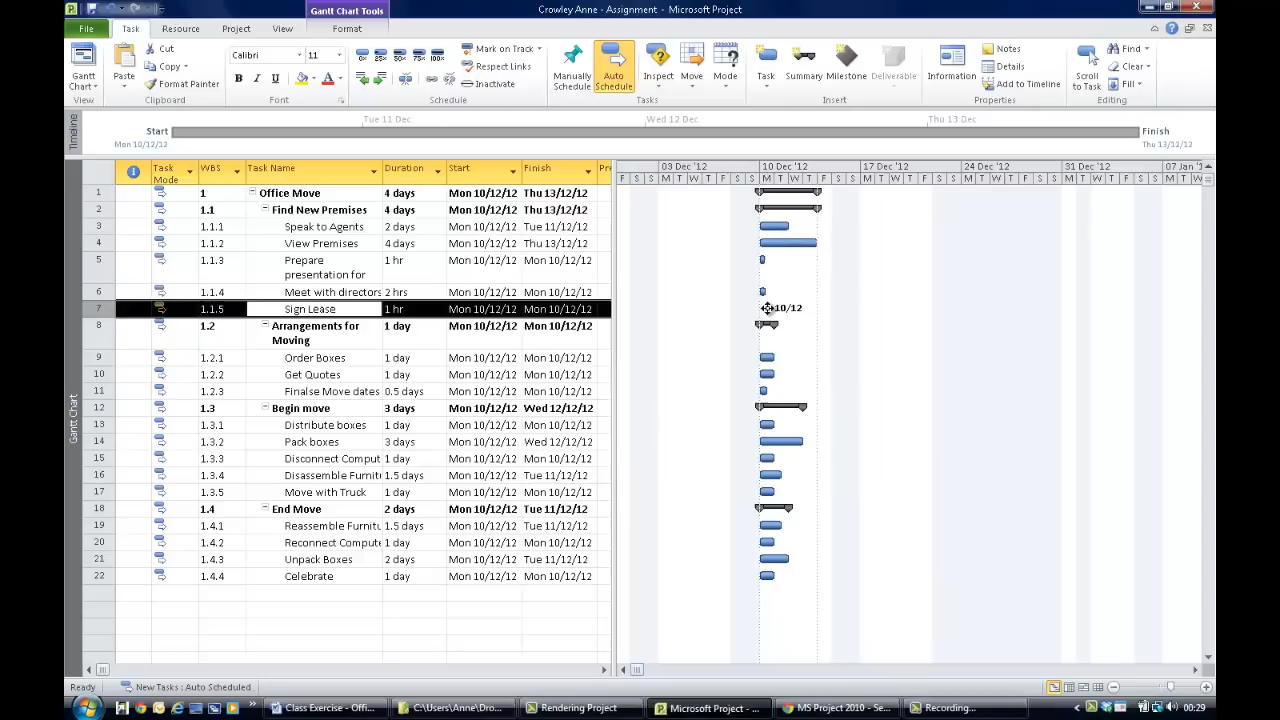 Gantt Chart Tools
Crowley Anne - Assignment - Microsoft Project
File Task Resource Project View Format
Gantt Chart
View
Paste
Cut
Copy
Format Painter
Clipboard
Calibri 11
B I U A
Font
0% 25% 50% 75% 100%
Mark on Track
Respect Links
Inactivate
Schedule
Manually Schedule
Auto Schedule
Inspect
Move
Mode
Tasks
Task
Summary
Milestone
Deliverable
Insert
Information
Notes
Details
Add to Timeline
Properties
Scroll to Task
Find
Clear
Fill
Editing
Timeline
Tue 11 Dec Wed 12 Dec Thu 13 Dec
Start Finish
Mon 10/12/12 Thu 13/12/12
Task Mode WBS Task Name Duration Start Finish Pre
03 Dec '12 10 Dec '12 17 Dec '12 24 Dec '12 31 Dec '12 07 Jan '1
F S S M T W T F S S M T W T F S S M T W T F S S M T W T F S S M T W T F S S M T W
1 1 Office Move 4 days Mon 10/12/12 Thu 13/12/12
2 1.1 Find New Premises 4 days Mon 10/12/12 Thu 13/12/12
3 1.1.1 Speak to Agents 2 days Mon 10/12/12 Tue 11/12/12
4 1.1.2 View Premises 4 days Mon 10/12/12 Thu 13/12/12
5 1.1.3 Prepare presentation for 1 hr Mon 10/12/12 Mon 10/12/12
6 1.1.4 Meet with directors 2 hrs Mon 10/12/12 Mon 10/12/12
7 1.1.5 Sign Lease 1 hr Mon 10/12/12 Mon 10/12/12 10/12
8 1.2 Arrangements for Moving 1 day Mon 10/12/12 Mon 10/12/12
9 1.2.1 Order Boxes 1 day Mon 10/12/12 Mon 10/12/12
10 1.2.2 Get Quotes 1 day Mon 10/12/12 Mon 10/12/12
11 1.2.3 Finalse Move dates 0.5 days Mon 10/12/12 Mon 10/12/12
12 1.3 Begin move 3 days Mon 10/12/12 Wed 12/12/12
13 1.3.1 Distribute boxes 1 day Mon 10/12/12 Mon 10/12/12
14 1.3.2 Pack boxes 3 days Mon 10/12/12 Wed 12/12/12
15 1.3.3 Disconnect Comput 1 day Mon 10/12/12 Mon 10/12/12
16 1.3.4 Disassemble Furnitu 1.5 days Mon 10/12/12 Tue 11/12/12
17 1.3.5 Move with Truck 1 day Mon 10/12/12 Mon 10/12/12
18 1.4 End Move 2 days Mon 10/12/12 Tue 11/12/12
19 1.4.1 Reassemble Furnitu 1.5 days Mon 10/12/12 Tue 11/12/12
20 1.4.2 Reconnect Compute 1 day Mon 10/12/12 Mon 10/12/12
21 1.4.3 Unpack Boxes 2 days Mon 10/12/12 Tue 11/12/12
22 1.4.4 Celebrate 1 day Mon 10/12/12 Mon 10/12/12
Gantt Chart
Ready New Tasks : Auto Scheduled
Class Exercise - Offi... C:\Users\Anne\Dro... Rendering Project Microsoft Project - ... MS Project 2010 - Se... Recording... 00:29